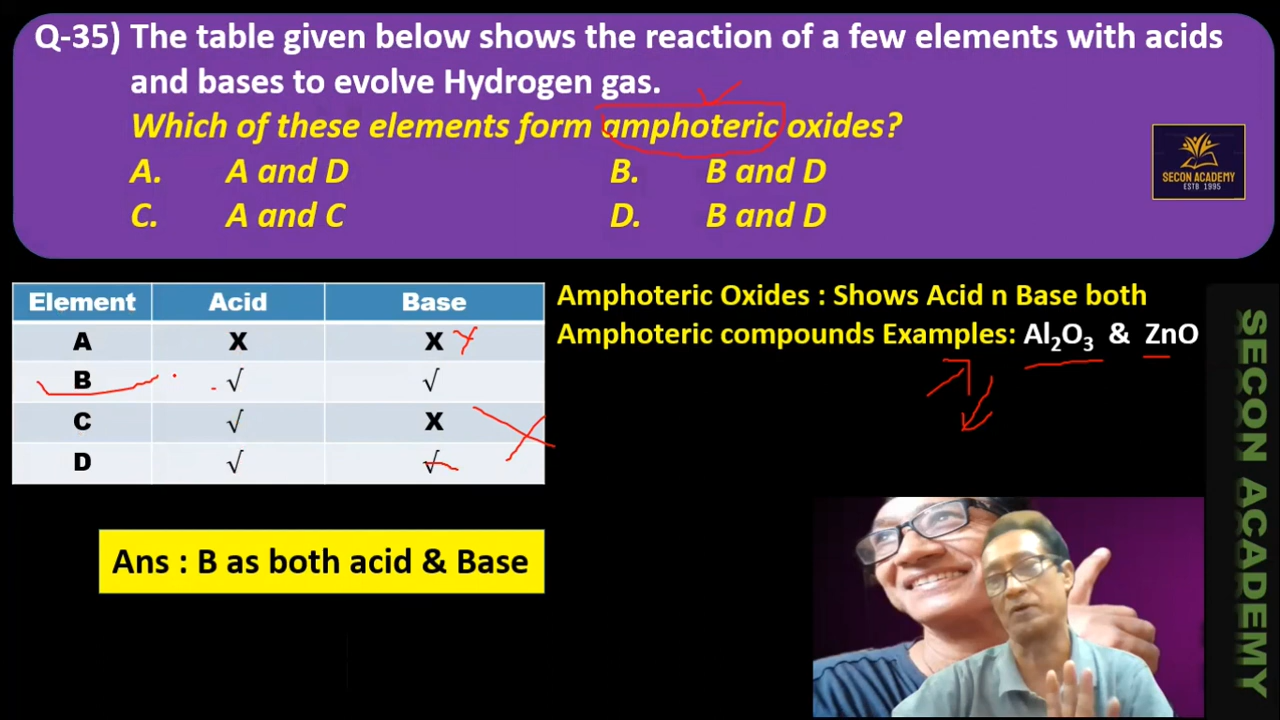 Q-35) The table given below shows the reaction of a few elements with acids
and bases to evolve Hydrogen gas.
Which of these elements form amphoteric oxides?
A. A and D B. B and D
C. A and C D. B and D
SECON ACADEMY
ESTB 1995
Element Acid Base
A X X
B √ √
C √ X
D √ √
Amphoteric Oxides : Shows Acid n Base both
Amphoteric compounds Examples: Al₂O₃ & ZnO
Ans : B as both acid & Base
SECON ACADEMY